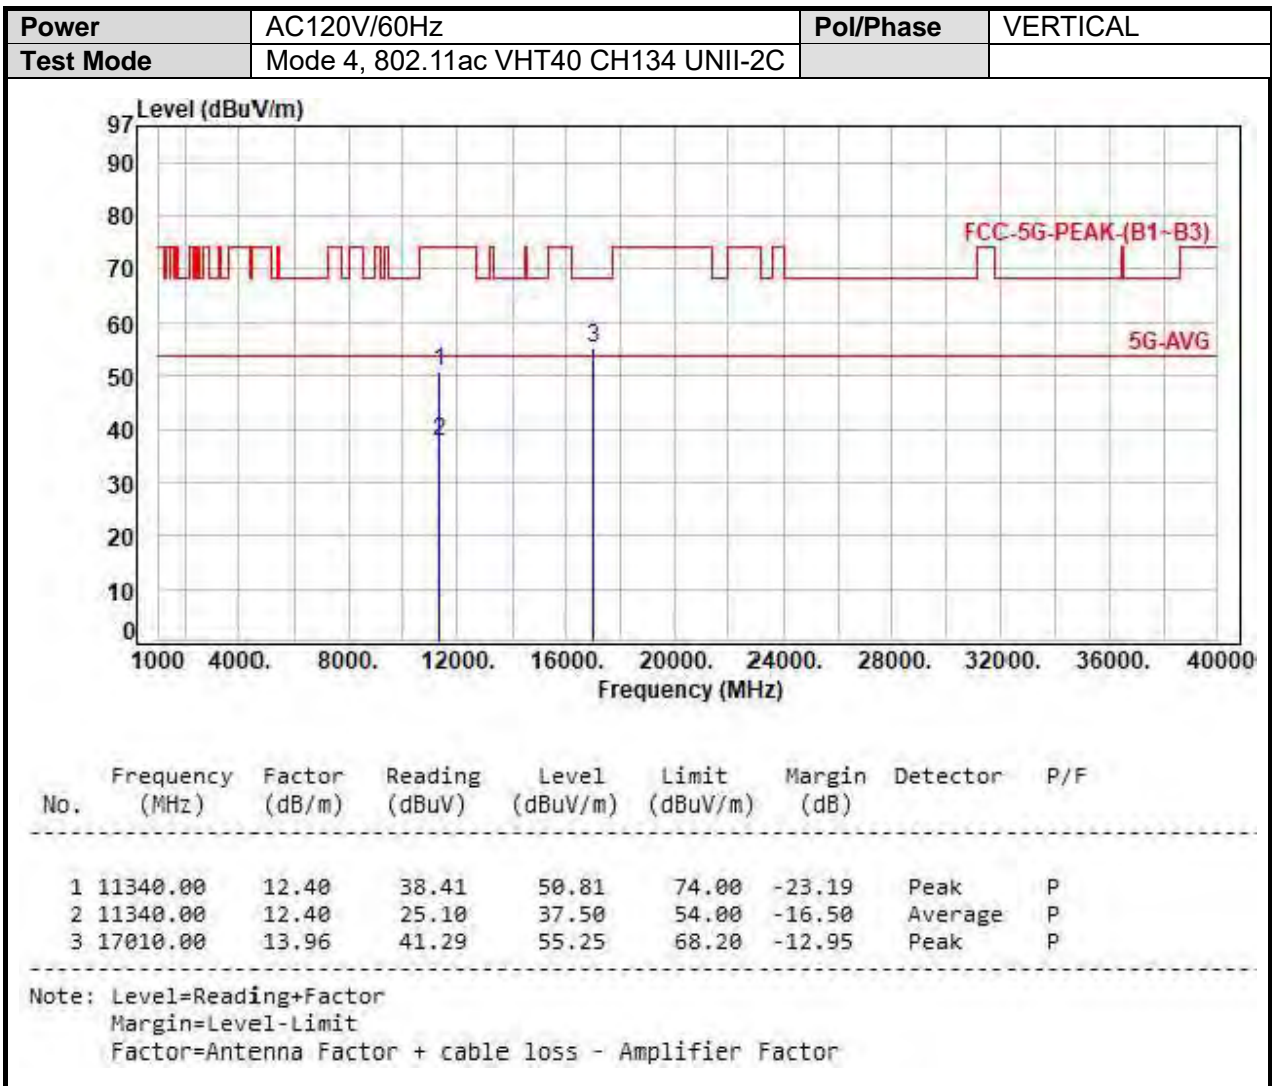 Power AC120V/60Hz Pol/Phase VERTICAL
Test Mode Mode 4, 802.11ac VHT40 CH134 UNII-2C
Level (dBuV/m)
97
90
80
FCC-5G-PEAK-(B1~B3)
70
60
3
5G-AVG
1
50
40
2
30
20
10
0
1000 4000. 8000. 12000. 16000. 20000. 24000. 28000. 32000. 36000. 40000
Frequency (MHz)
Frequency Factor Reading Level Limit Margin Detector P/F
No. (MHz) (dB/m) (dBuV) (dBuV/m) (dBuV/m) (dB)
1 11340.00 12.40 38.41 50.81 74.00 -23.19 Peak P
2 11340.00 12.40 25.10 37.50 54.00 -16.50 Average P
3 17010.00 13.96 41.29 55.25 68.20 -12.95 Peak P
Note: Level=Reading+Factor
Margin=Level-Limit
Factor=Antenna Factor + cable loss - Amplifier Factor